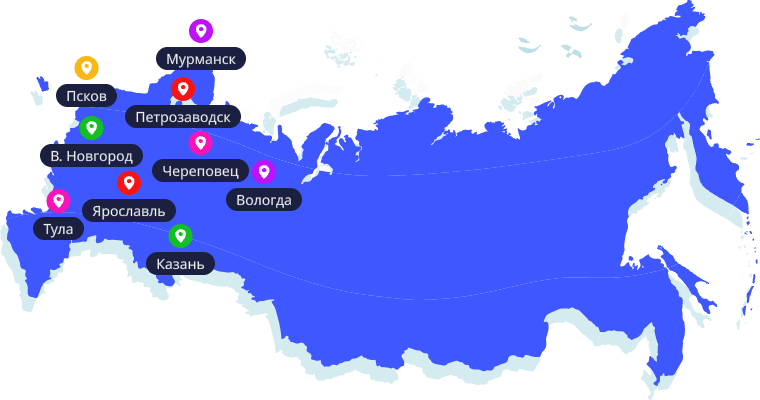 Мурманск
Псков
Петрозаводск
В. Новгород
Череповец
Вологда
Ярославль
Тула
Казань